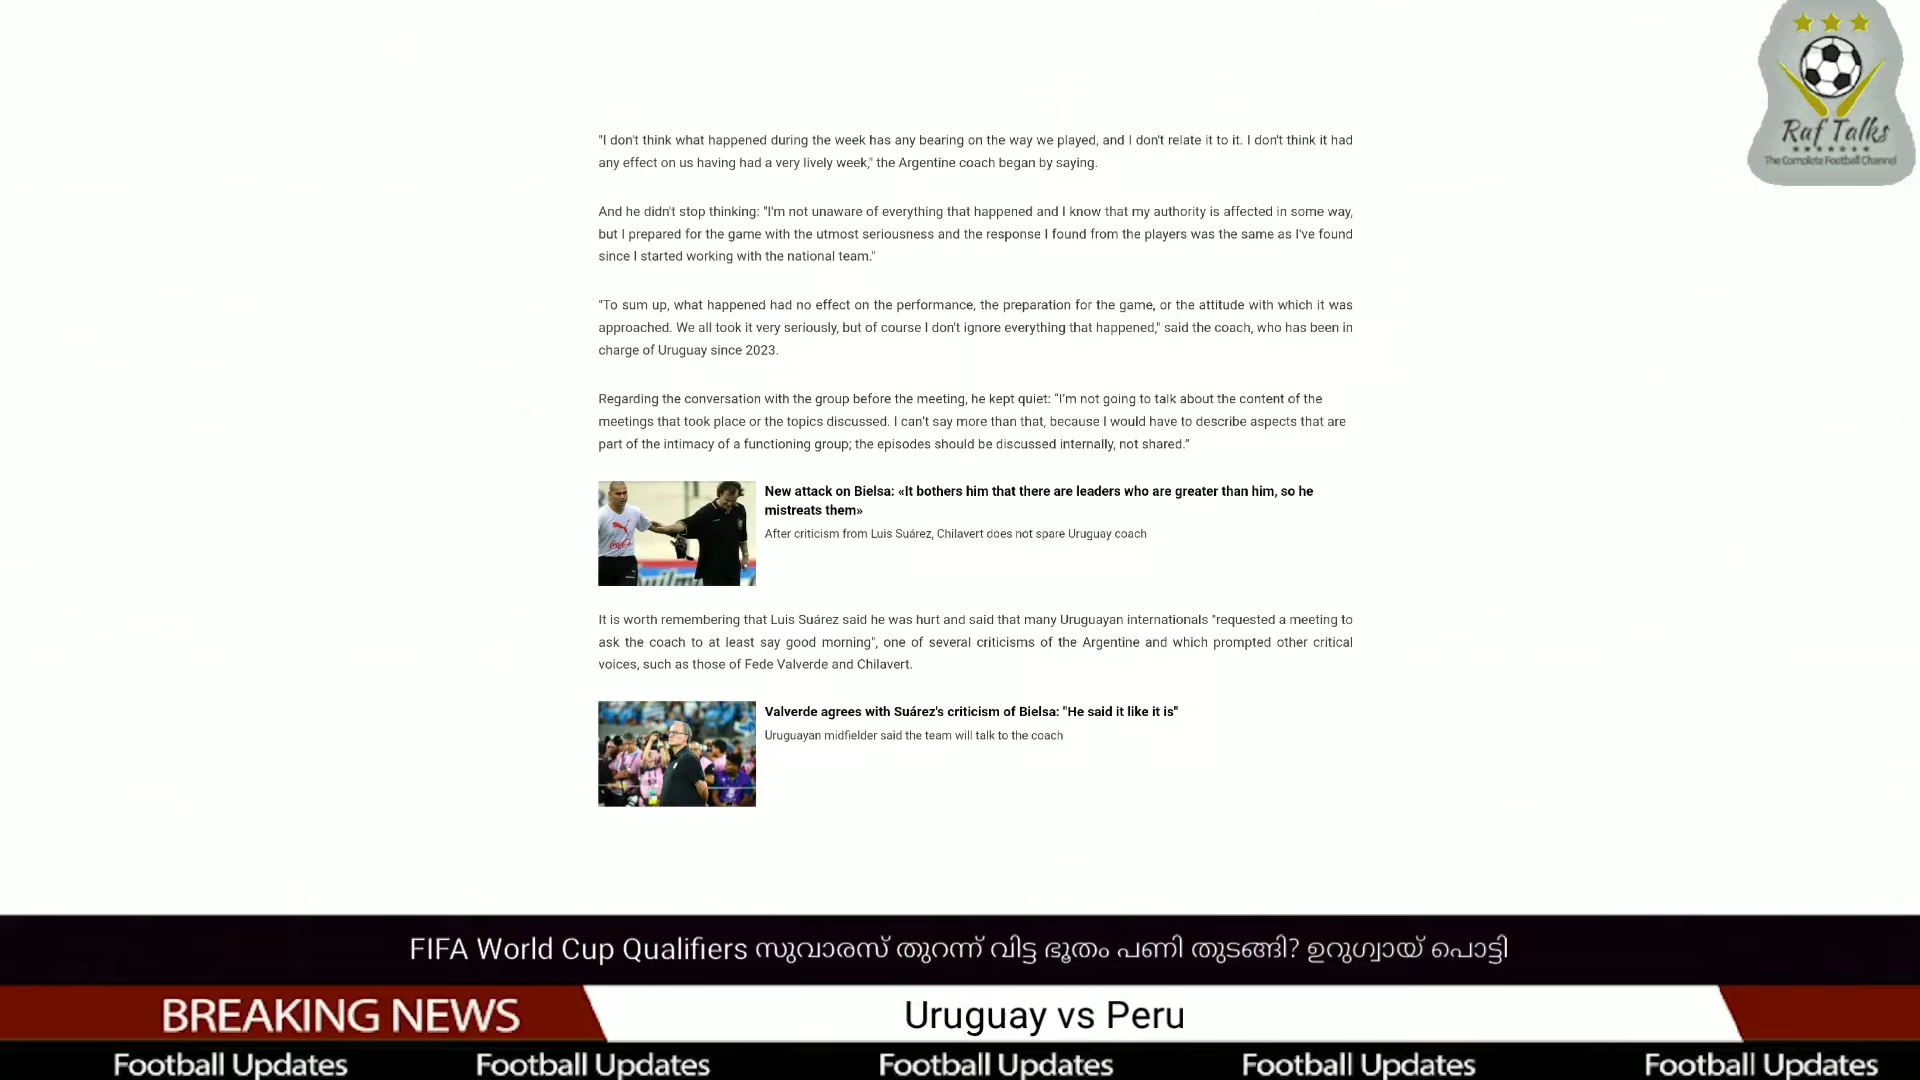 Raf Talks
The Complete Football Channel
"I don't think what happened during the week has any bearing on the way we played, and I don't relate it to it. I don't think it had
any effect on us having had a very lively week," the Argentine coach began by saying.
And he didn't stop thinking: "I'm not unaware of everything that happened and I know that my authority is affected in some way,
but I prepared for the game with the utmost seriousness and the response I found from the players was the same as I've found
since I started working with the national team."
"To sum up, what happened had no effect on the performance, the preparation for the game, or the attitude with which it was
approached. We all took it very seriously, but of course I don't ignore everything that happened," said the coach, who has been in
charge of Uruguay since 2023.
Regarding the conversation with the group before the meeting, he kept quiet: “I’m not going to talk about the content of the
meetings that took place or the topics discussed. I can’t say more than that, because I would have to describe aspects that are
part of the intimacy of a functioning group; the episodes should be discussed internally, not shared.”
New attack on Bielsa: «It bothers him that there are leaders who are greater than him, so he
mistreats them»
After criticism from Luis Suárez, Chilavert does not spare Uruguay coach
It is worth remembering that Luis Suárez said he was hurt and said that many Uruguayan internationals "requested a meeting to
ask the coach to at least say good morning", one of several criticisms of the Argentine and which prompted other critical
voices, such as those of Fede Valverde and Chilavert.
Valverde agrees with Suárez's criticism of Bielsa: "He said it like it is"
Uruguayan midfielder said the team will talk to the coach
FIFA World Cup Qualifiers സുവാരസ് തുറന്ന് വിട്ട ഭൂതം പണി തുടങ്ങി? ഉറുഗ്വായ് പൊട്ടി
BREAKING NEWS
Uruguay vs Peru
Football Updates Football Updates Football Updates Football Updates Football Updates